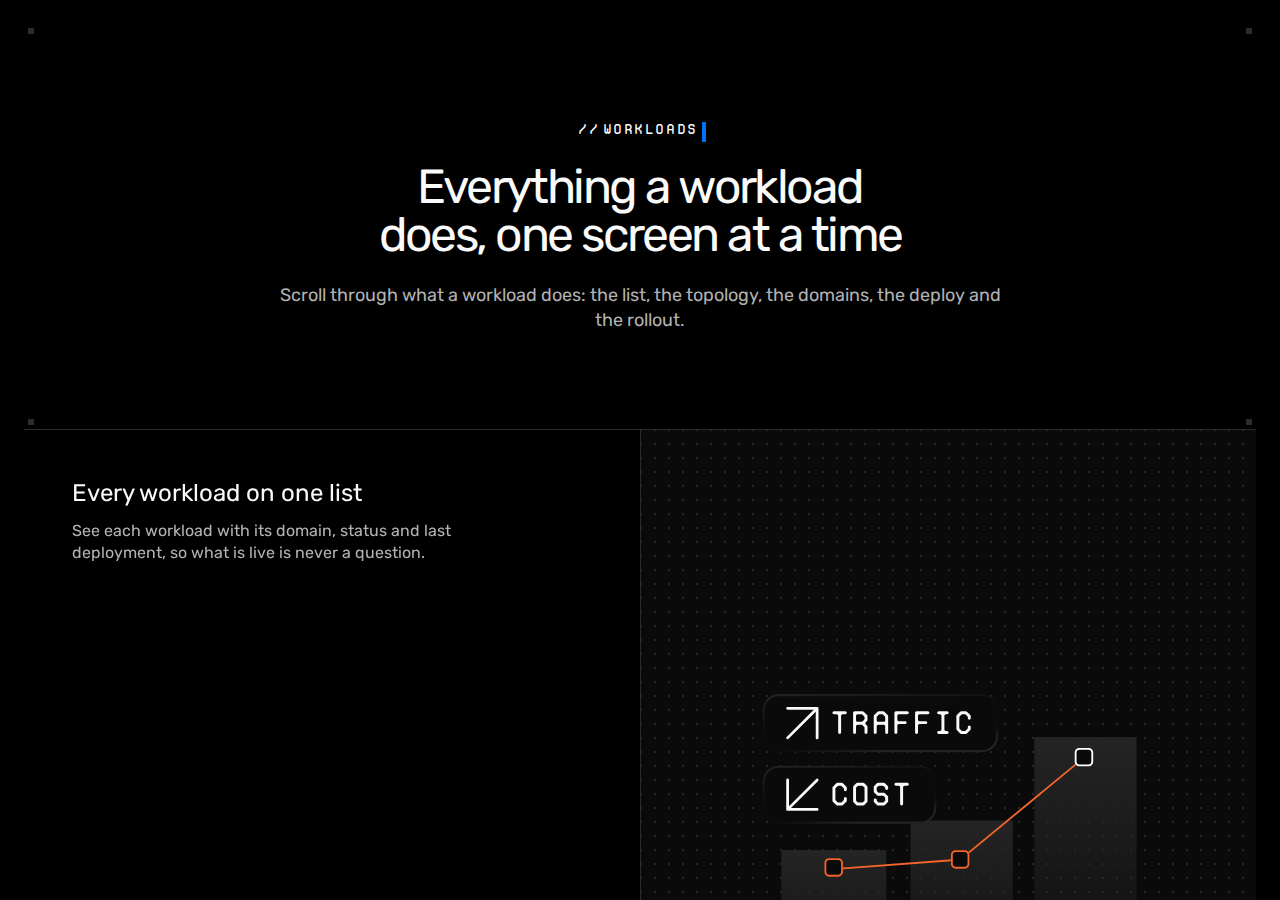 // WORKLOADS
Everything a workload
does, one screen at a time
Scroll through what a workload does: the list, the topology, the domains, the deploy and
the rollout.
Every workload on one list
See each workload with its domain, status and last
deployment, so what is live is never a question.
TRAFFIC
COST